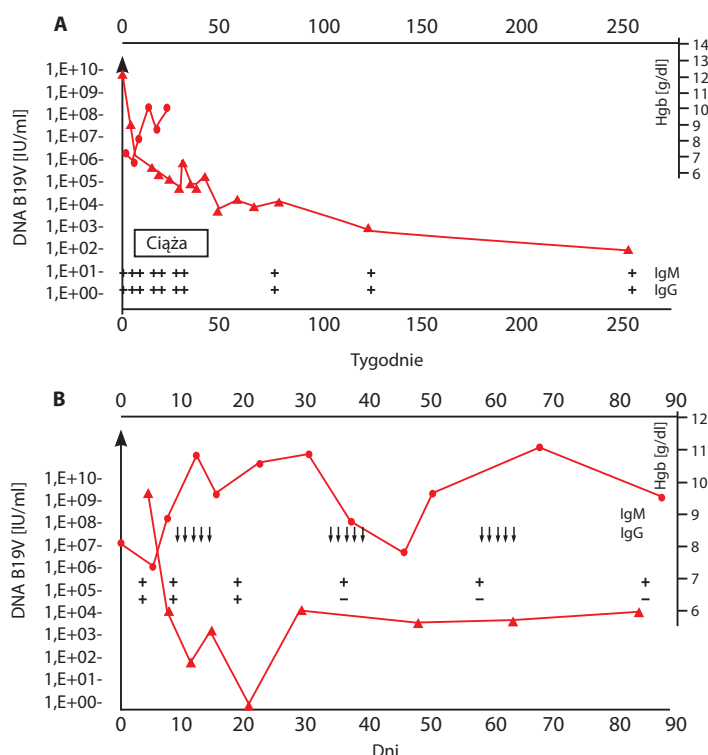 A
0 50 100 150 200 250
14
13
12
11
10
9
8
7
6
Hgb [g/dl]
1,E+10-
1,E+09-
1,E+08-
1,E+07-
1,E+06-
1,E+05-
1,E+04-
1,E+03-
1,E+02-
1,E+01-
1,E+00-
DNA B19V [IU/ml]
Ciąża
+ + + + + + + + + + IgM
+ + + + + + + + + + IgG
0 50 100 150 200 250
Tygodnie
B
0 10 20 30 40 50 60 70 80 90
12
11
10
9
8
7
6
Hgb [g/dl]
1,E+10-
1,E+09-
1,E+08-
1,E+07-
1,E+06-
1,E+05-
1,E+04-
1,E+03-
1,E+02-
1,E+01-
1,E+00-
DNA B19V [IU/ml]
IgM
IgG
+ + + + + +
+ + + – – –
0 10 20 30 40 50 60 70 80 90
Dni